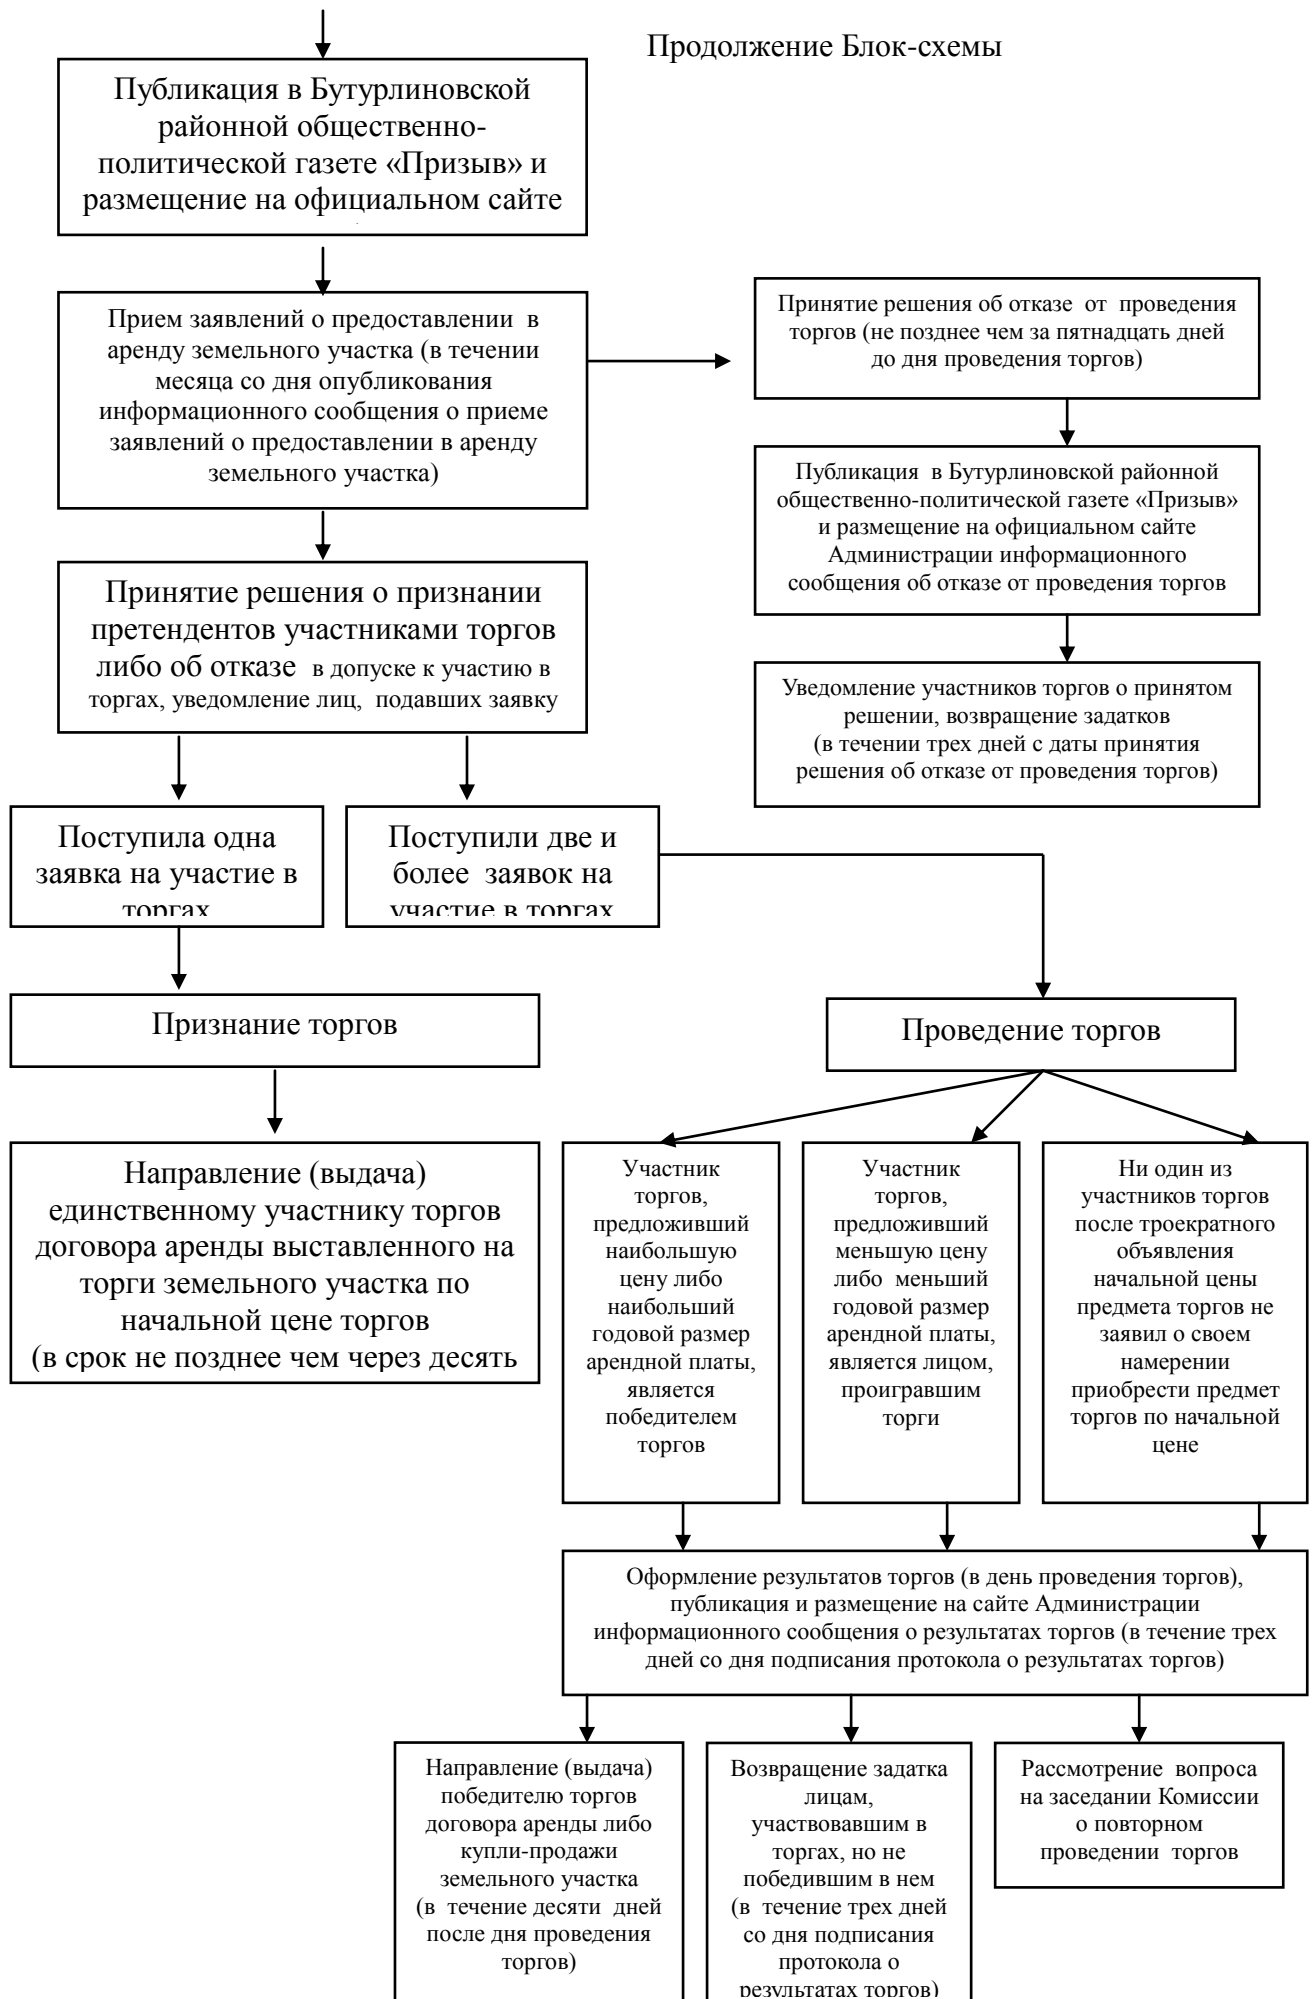 Продолжение Блок-схемы
Публикация в Бутурлиновской
районной общественно-
политической газете «Призыв» и
размещение на официальном сайте
Прием заявлений о предоставлении в
аренду земельного участка (в течении
месяца со дня опубликования
информационного сообщения о приеме
заявлений о предоставлении в аренду
земельного участка)
Принятие решения об отказе от проведения
торгов (не позднее чем за пятнадцать дней
до дня проведения торгов)
Публикация в Бутурлиновской районной
общественно-политической газете «Призыв»
и размещение на официальном сайте
Администрации информационного
сообщения об отказе от проведения торгов
Уведомление участников торгов о принятом
решении, возвращение задатков
(в течении трех дней с даты принятия
решения об отказе от проведения торгов)
Принятие решения о признании
претендентов участниками торгов
либо об отказе в допуске к участию в
торгах, уведомление лиц, подавших заявку
Поступила одна
заявка на участие в
торгах
Поступили две и
более заявок на
участие в торгах
Признание торгов
Проведение торгов
Направление (выдача)
единственному участнику торгов
договора аренды выставленного на
торги земельного участка по
начальной цене торгов
(в срок не позднее чем через десять
Участник
торгов,
предложивший
наибольшую
цену либо
наибольший
годовой размер
арендной платы,
является
победителем
торгов
Участник
торгов,
предложивший
меньшую цену
либо меньший
годовой размер
арендной платы,
является лицом,
проигравшим
торги
Ни один из
участников торгов
после троекратного
объявления
начальной цены
предмета торгов не
заявил о своем
намерении
приобрести предмет
торгов по начальной
цене
Оформление результатов торгов (в день проведения торгов),
публикация и размещение на сайте Администрации
информационного сообщения о результатах торгов (в течение трех
дней со дня подписания протокола о результатах торгов)
Направление (выдача)
победителю торгов
договора аренды либо
купли-продажи
земельного участка
(в течение десяти дней
после дня проведения
торгов)
Возвращение задатка
лицам,
участвовавшим в
торгах, но не
победившим в нем
(в течение трех дней
со дня подписания
протокола о
результатах торгов)
Рассмотрение вопроса
на заседании Комиссии
о повторном
проведении торгов